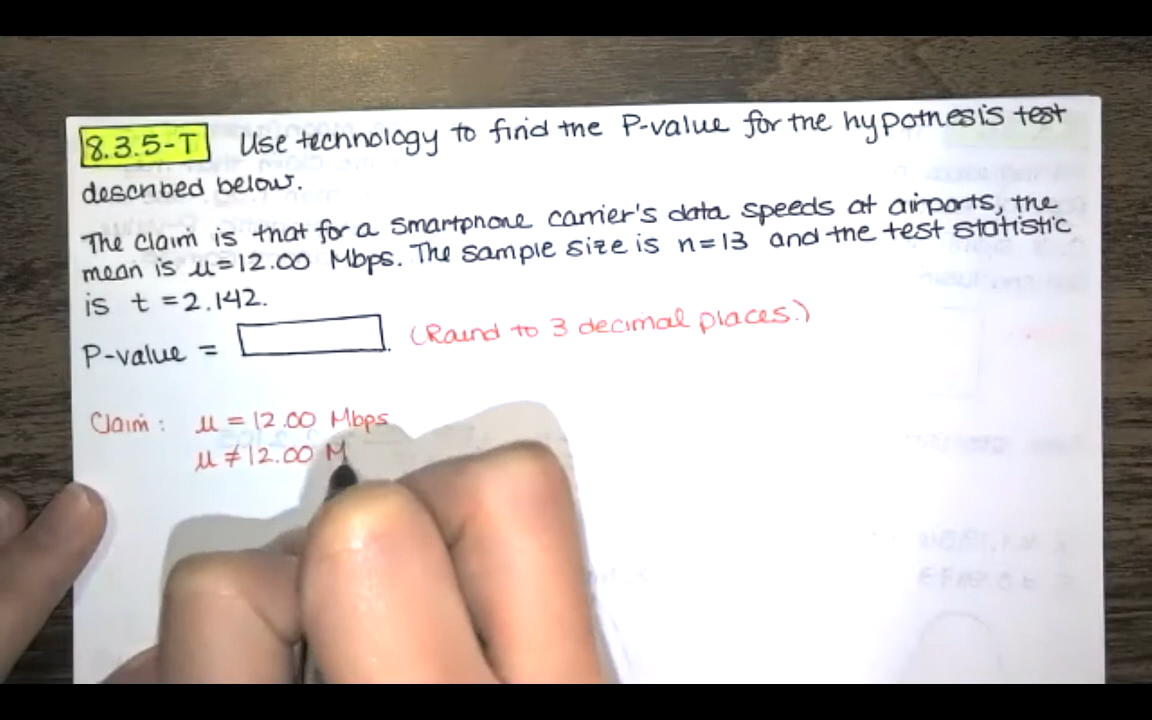 8.3.5-T Use technology to find the P-value for the hypothesis test
described below.
The claim is that for a smartphone carrier's data speeds at airports, the
mean is μ=12.00 Mbps. The sample size is n=13 and the test statistic
is t =2.142.
P-value = . (Round to 3 decimal places.)
Claim: μ = 12.00 Mbps
μ ≠ 12.00 M